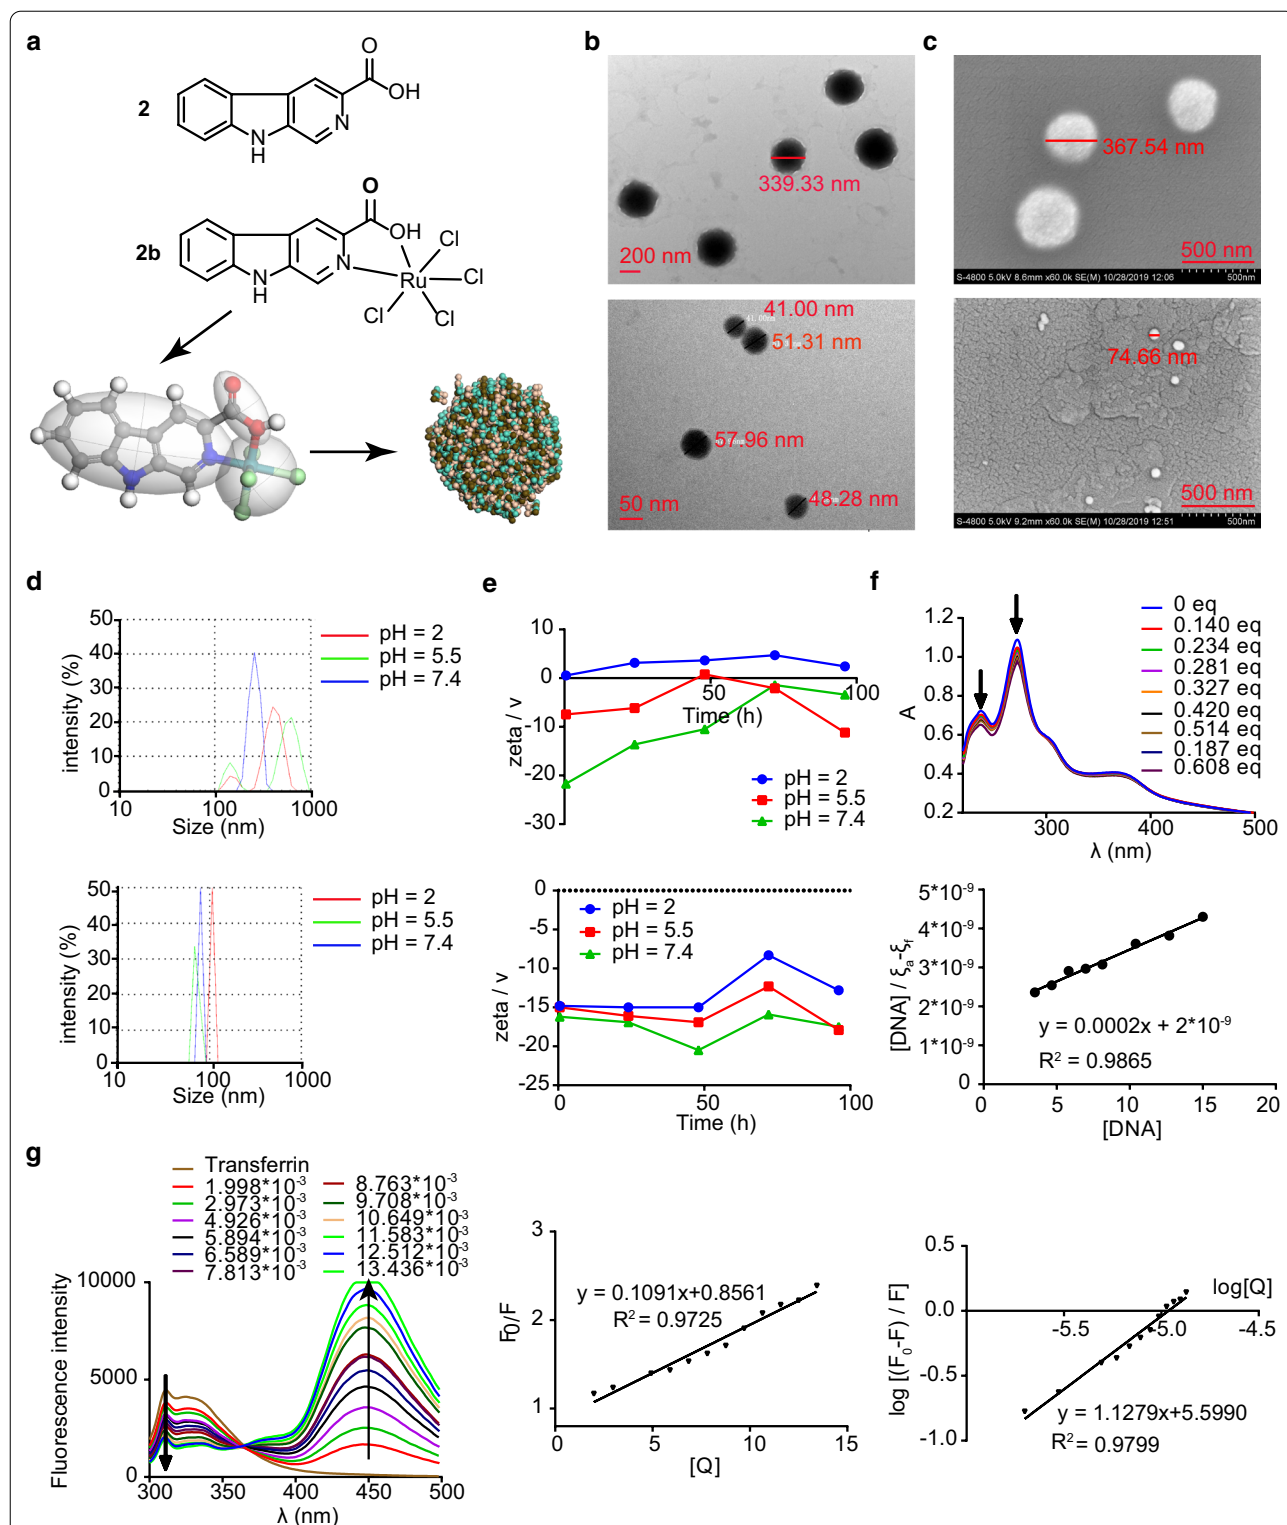 a
O
OH
2
N
N
H
O
OH
2b
N
N
H
Cl
Cl
Ru
Cl
Cl
b
339.33 nm
200 nm
41.00 nm
51.31 nm
57.96 nm
48.28 nm
50 nm
c
367.54 nm
500 nm
S-4800 5.0kV 8.6mm x60.0k SE(M) 10/28/2019 12:06
500nm
74.66 nm
500 nm
S-4800 5.0kV 9.2mm x60.0k SE(M) 10/28/2019 12:51
500nm
d
50
40
30
20
10
0
10 100 1000
intensity (%)
Size (nm)
pH = 2
pH = 5.5
pH = 7.4
50
40
30
20
10
0
10 100 1000
intensity (%)
Size (nm)
pH = 2
pH = 5.5
pH = 7.4
e
10
0
-10
-20
-30
50 100
zeta / v
Time (h)
pH = 2
pH = 5.5
pH = 7.4
0
-5
-10
-15
-20
-25
0 50 100
zeta / v
Time (h)
pH = 2
pH = 5.5
pH = 7.4
f
1.2
1.0
0.8
0.6
0.4
0.2
300 400 500
A
λ (nm)
0 eq
0.140 eq
0.234 eq
0.281 eq
0.327 eq
0.420 eq
0.514 eq
0.187 eq
0.608 eq
5*10⁻⁹
4*10⁻⁹
3*10⁻⁹
2*10⁻⁹
1*10⁻⁹
0
0 5 10 15 20
[DNA] / ξₐ-ξf
[DNA]
y = 0.0002x + 2*10⁻⁹
R² = 0.9865
g
Transferrin
1.998*10⁻³
2.973*10⁻³
4.926*10⁻³
5.894*10⁻³
6.589*10⁻³
7.813*10⁻³
8.763*10⁻³
9.708*10⁻³
10.649*10⁻³
11.583*10⁻³
12.512*10⁻³
13.436*10⁻³
10000
5000
0
300 350 400 450 500
Fluorescence intensity
λ (nm)
3
2
1
0 5 10 15
F₀/F
[Q]
y = 0.1091x+0.8561
R² = 0.9725
0.5
0.0
-0.5
-1.0
-5.5 -5.0 -4.5
log[Q]
log [(F₀-F) / F]
y = 1.1279x+5.5990
R² = 0.9799